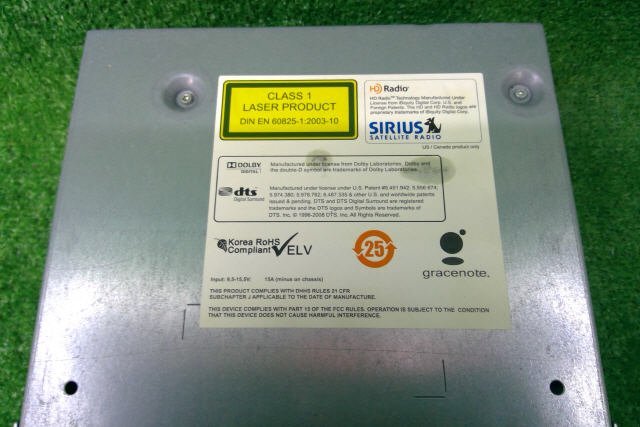 CLASS 1
LASER PRODUCT
DIN EN 60825-1:2003-10
HD Radio
HD Radio™ Technology Manufactured Under
License from iBiquity Digital Corp. U.S. and
Foreign Patents. The HD and HD Radio logos are
proprietary trademarks of iBiquity Digital Corp.
SIRIUS
SATELLITE RADIO
US / Canada product only
DOLBY
DIGITAL
Manufactured under license from Dolby Laboratories. Dolby and
the double-D symbol are trademarks of Dolby Laboratories.
dts
Digital Surround
Manufactured under license under U.S. Patent #5,451,942; 5,956,674;
5,974,380; 5,978,762; 6,487,535 & other U.S. and worldwide patents
issued & pending. DTS and DTS Digital Surround are registered
trademarks and the DTS logos and Symbols are trademarks of
DTS, Inc. © 1996-2008 DTS, Inc. All Rights Reserved.
Korea RoHS
Compliant
ELV
25
gracenote.
Input: 9.5-15.5V; 15A (minus on chassis)
THIS PRODUCT COMPLIES WITH DHHS RULES 21 CFR
SUBCHAPTER J APPLICABLE TO THE DATE OF MANUFACTURE.
THIS DEVICE COMPLIES WITH PART 15 OF THE FCC RULES. OPERATION IS SUBJECT TO THE CONDITION
THAT THIS DEVICE DOES NOT CAUSE HARMFUL INTERFERENCE.